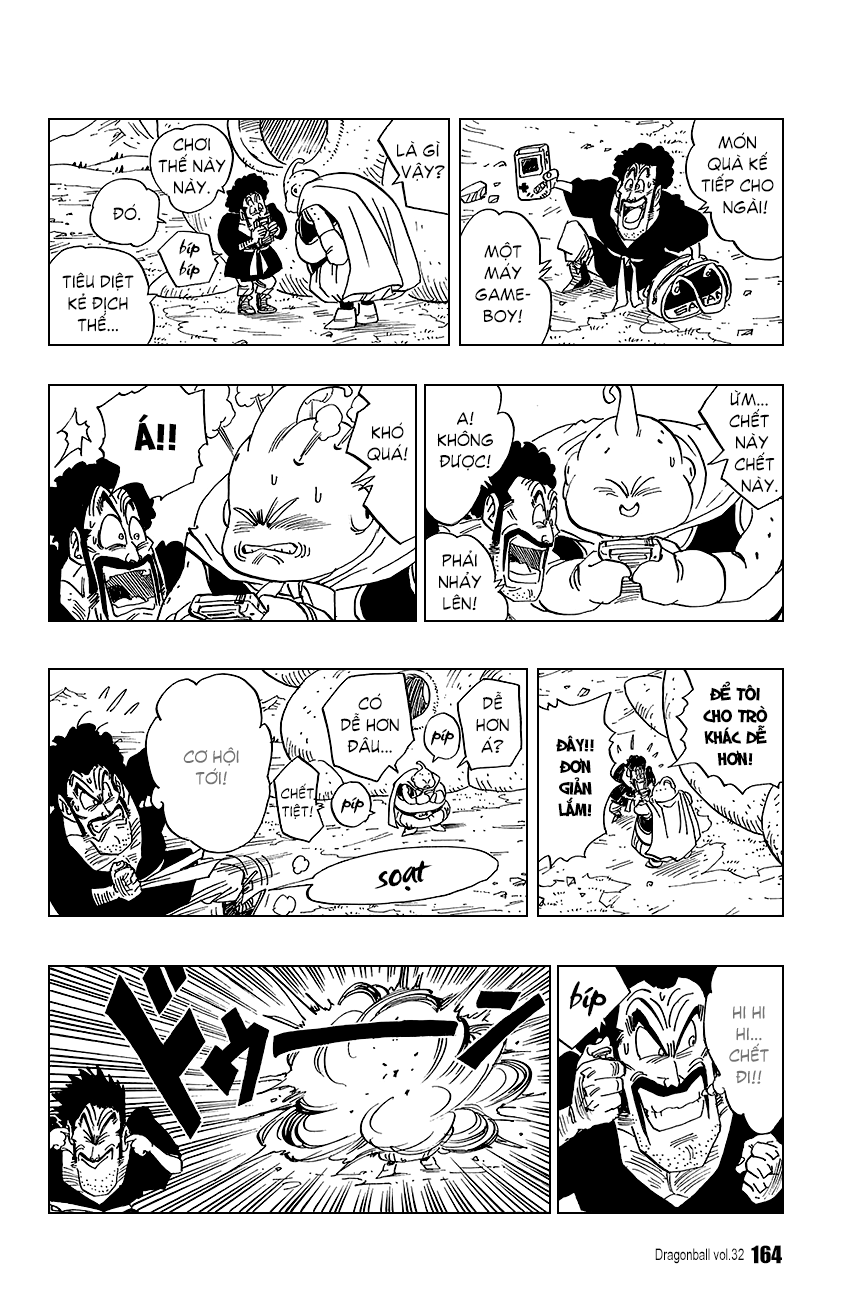 MÓN
QUÀ KẾ
TIẾP CHO
NGÀI!
MỘT
MÁY
GAME-
BOY!
SATAN
LÀ GÌ
VẬY?
CHƠI
THẾ NÀY
NÀY.
ĐÓ.
bíp
bíp
TIÊU DIỆT
KẺ ĐỊCH
THẾ...
ỪM...
CHẾT
NÀY
CHẾT
NÀY.
A!
KHÔNG
ĐƯỢC!
PHẢI
NHẢY
LÊN!
KHÓ
QUÁ!
Á!!
ĐỂ TÔI
CHO TRÒ
KHÁC DỄ
HƠN!
ĐÂY!!
ĐƠN
GIẢN
LẮM!
DỄ
HƠN
Á?
píp
CÓ
DỄ HƠN
ĐÂU...
píp
CHẾT
TIỆT!
CƠ HỘI
TỚI!
soạt
HI HI
HI...
CHẾT
ĐI!!
bíp
ドゥーン
Dragonball vol.32 164